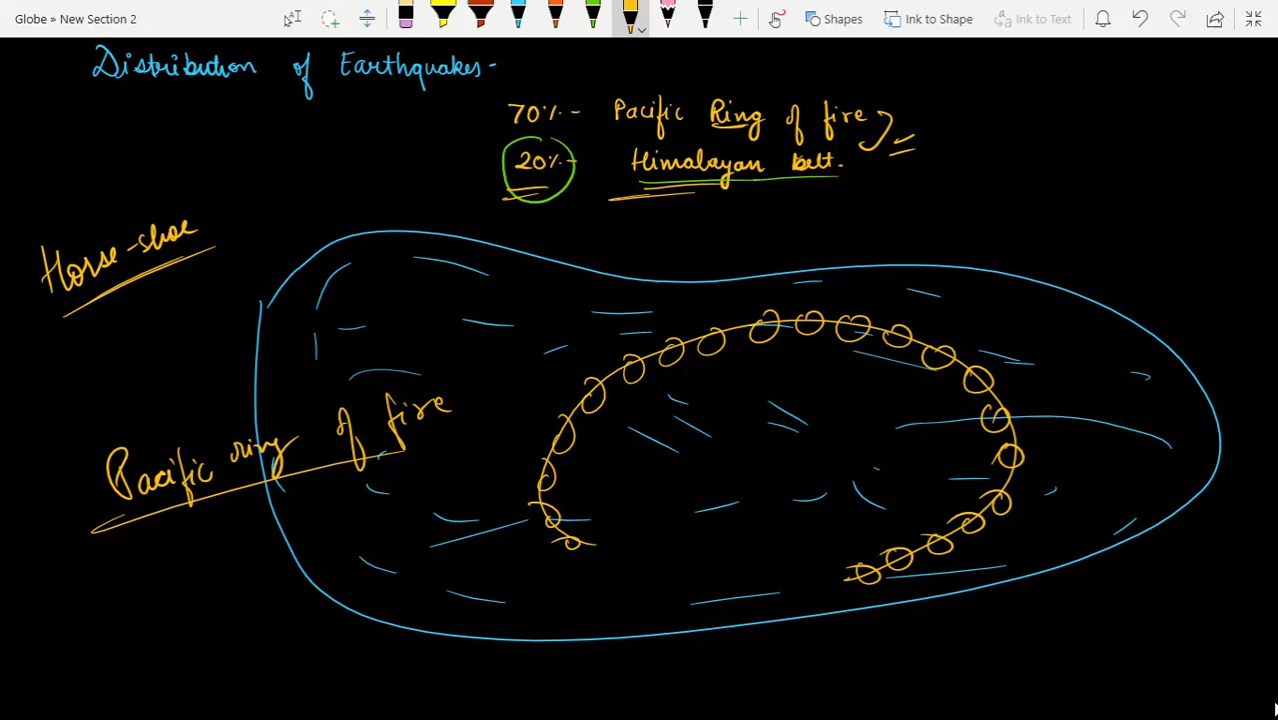 Globe » New Section 2
Shapes
Ink to Shape
Ink to Text
Distribution of Earthquakes.
70%- Pacific Ring of fire
20%- Himalayan belt.
Horse-shoe
Pacific ring of fire